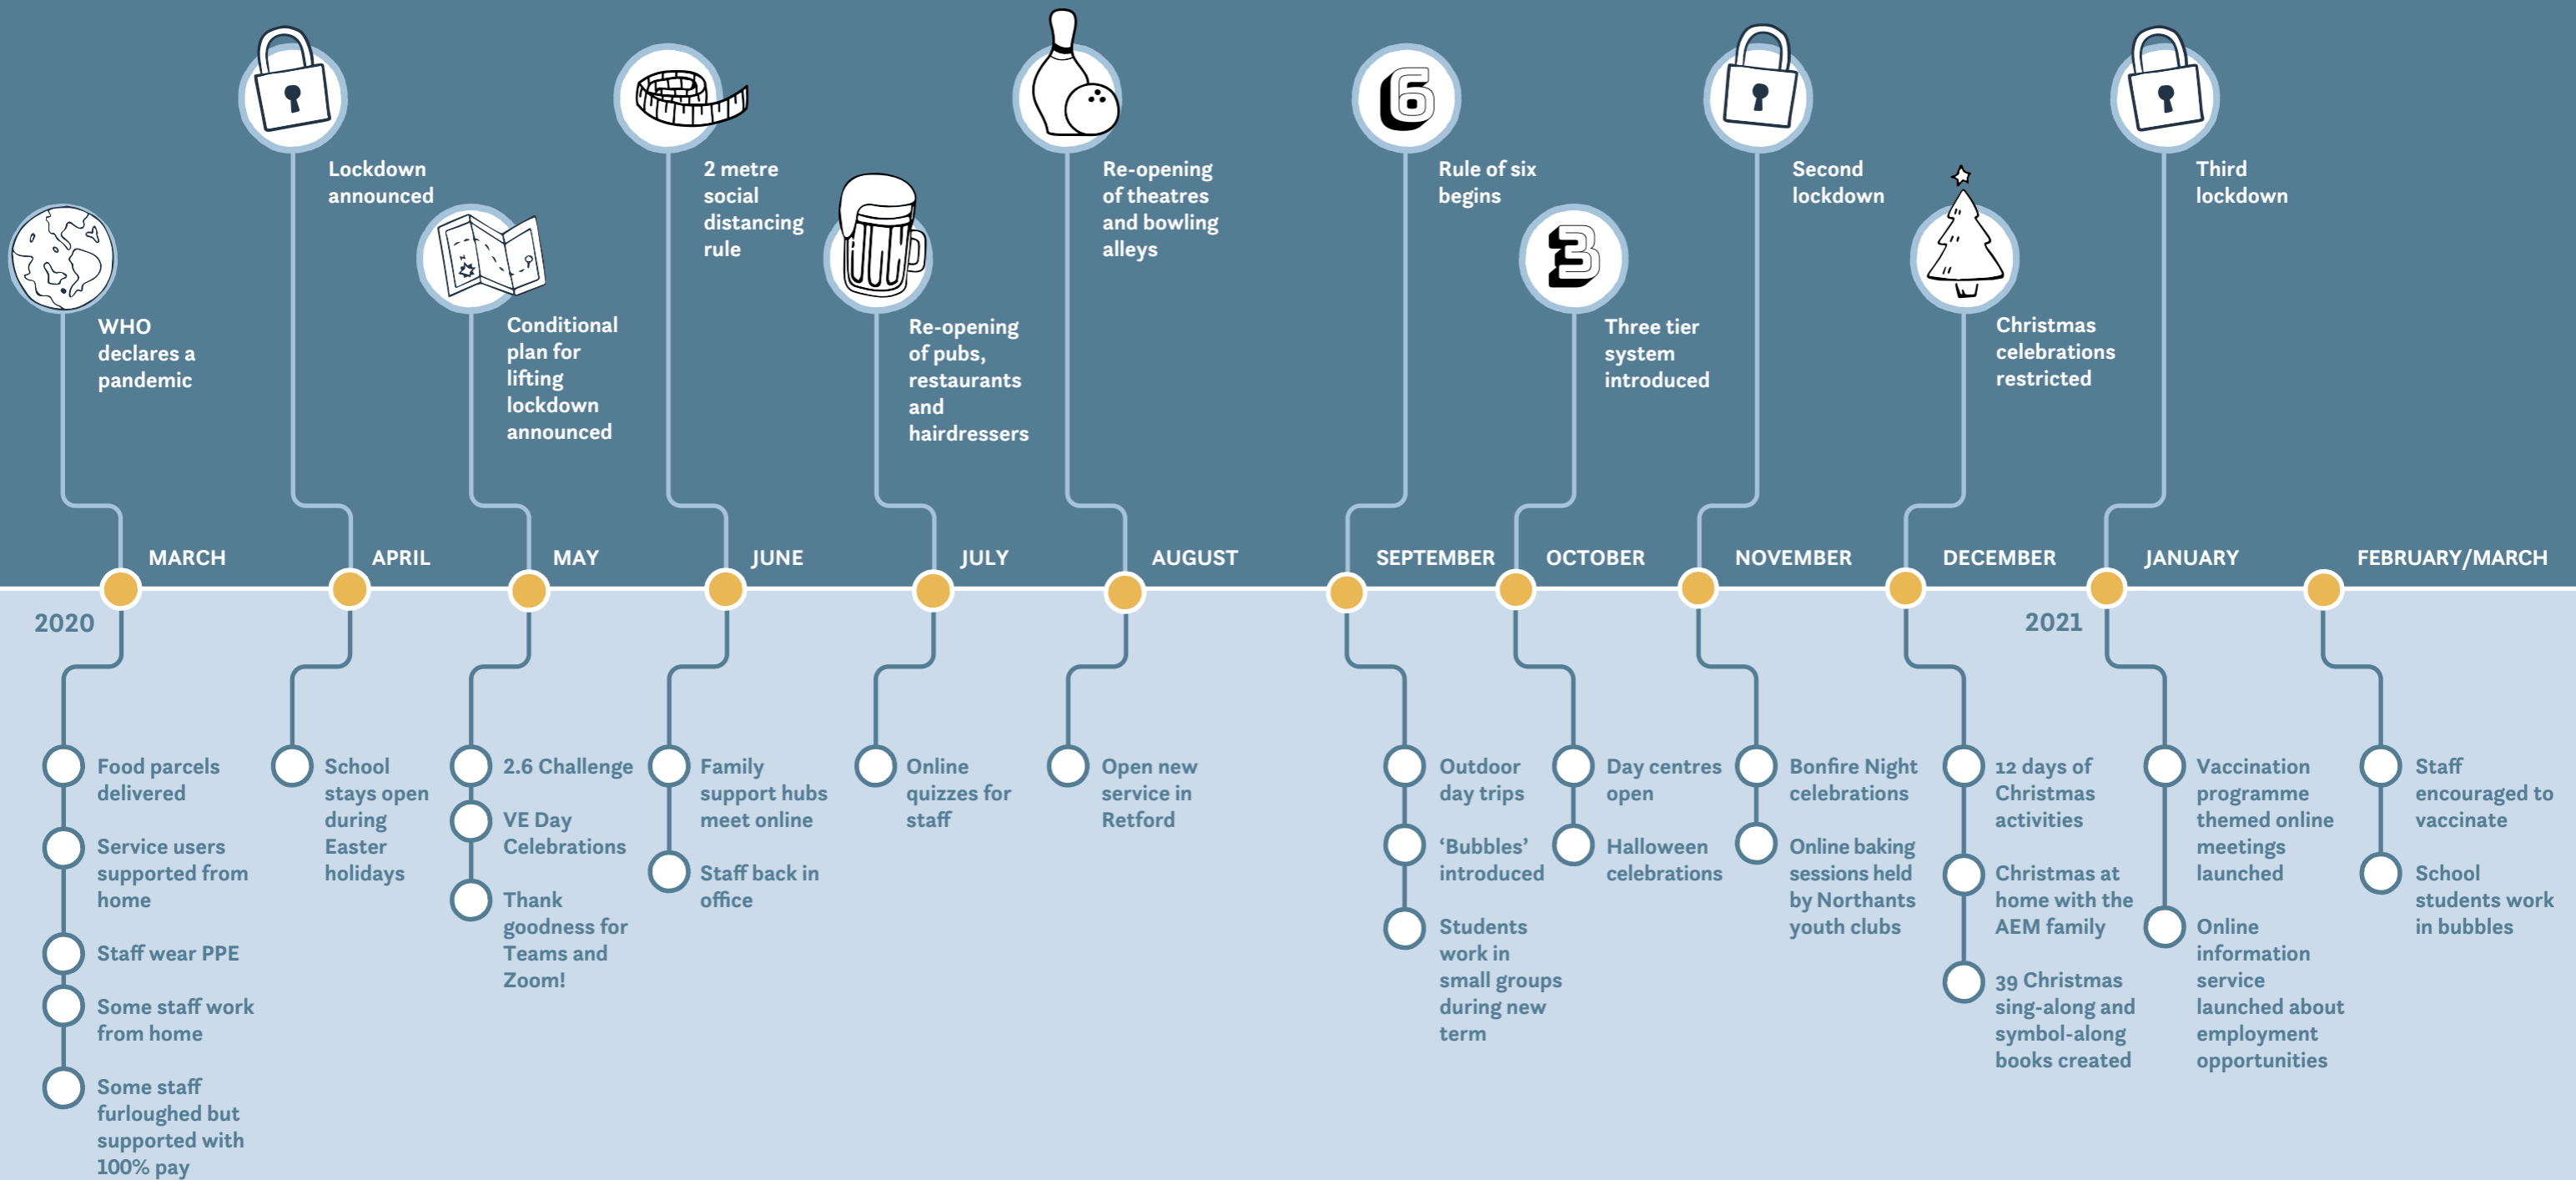 WHO
declares a
pandemic
Lockdown
announced
Conditional
plan for
lifting
lockdown
announced
2 metre
social
distancing
rule
Re-opening
of pubs,
restaurants
and
hairdressers
Re-opening
of theatres
and bowling
alleys
6
Rule of six
begins
3
Three tier
system
introduced
Second
lockdown
Christmas
celebrations
restricted
Third
lockdown
MARCH
APRIL
MAY
JUNE
JULY
AUGUST
SEPTEMBER
OCTOBER
NOVEMBER
DECEMBER
JANUARY
FEBRUARY/MARCH
2020
2021
Food parcels
delivered
Service users
supported from
home
Staff wear PPE
Some staff work
from home
Some staff
furloughed but
supported with
100% pay
School
stays open
during
Easter
holidays
2.6 Challenge
VE Day
Celebrations
Thank
goodness for
Teams and
Zoom!
Family
support hubs
meet online
Staff back in
office
Online
quizzes for
staff
Open new
service in
Retford
Outdoor
day trips
‘Bubbles’
introduced
Students
work in
small groups
during new
term
Day centres
open
Halloween
celebrations
Bonfire Night
celebrations
Online baking
sessions held
by Northants
youth clubs
12 days of
Christmas
activities
Christmas at
home with the
AEM family
39 Christmas
sing-along and
symbol-along
books created
Vaccination
programme
themed online
meetings
launched
Online
information
service
launched about
employment
opportunities
Staff
encouraged to
vaccinate
School
students work
in bubbles